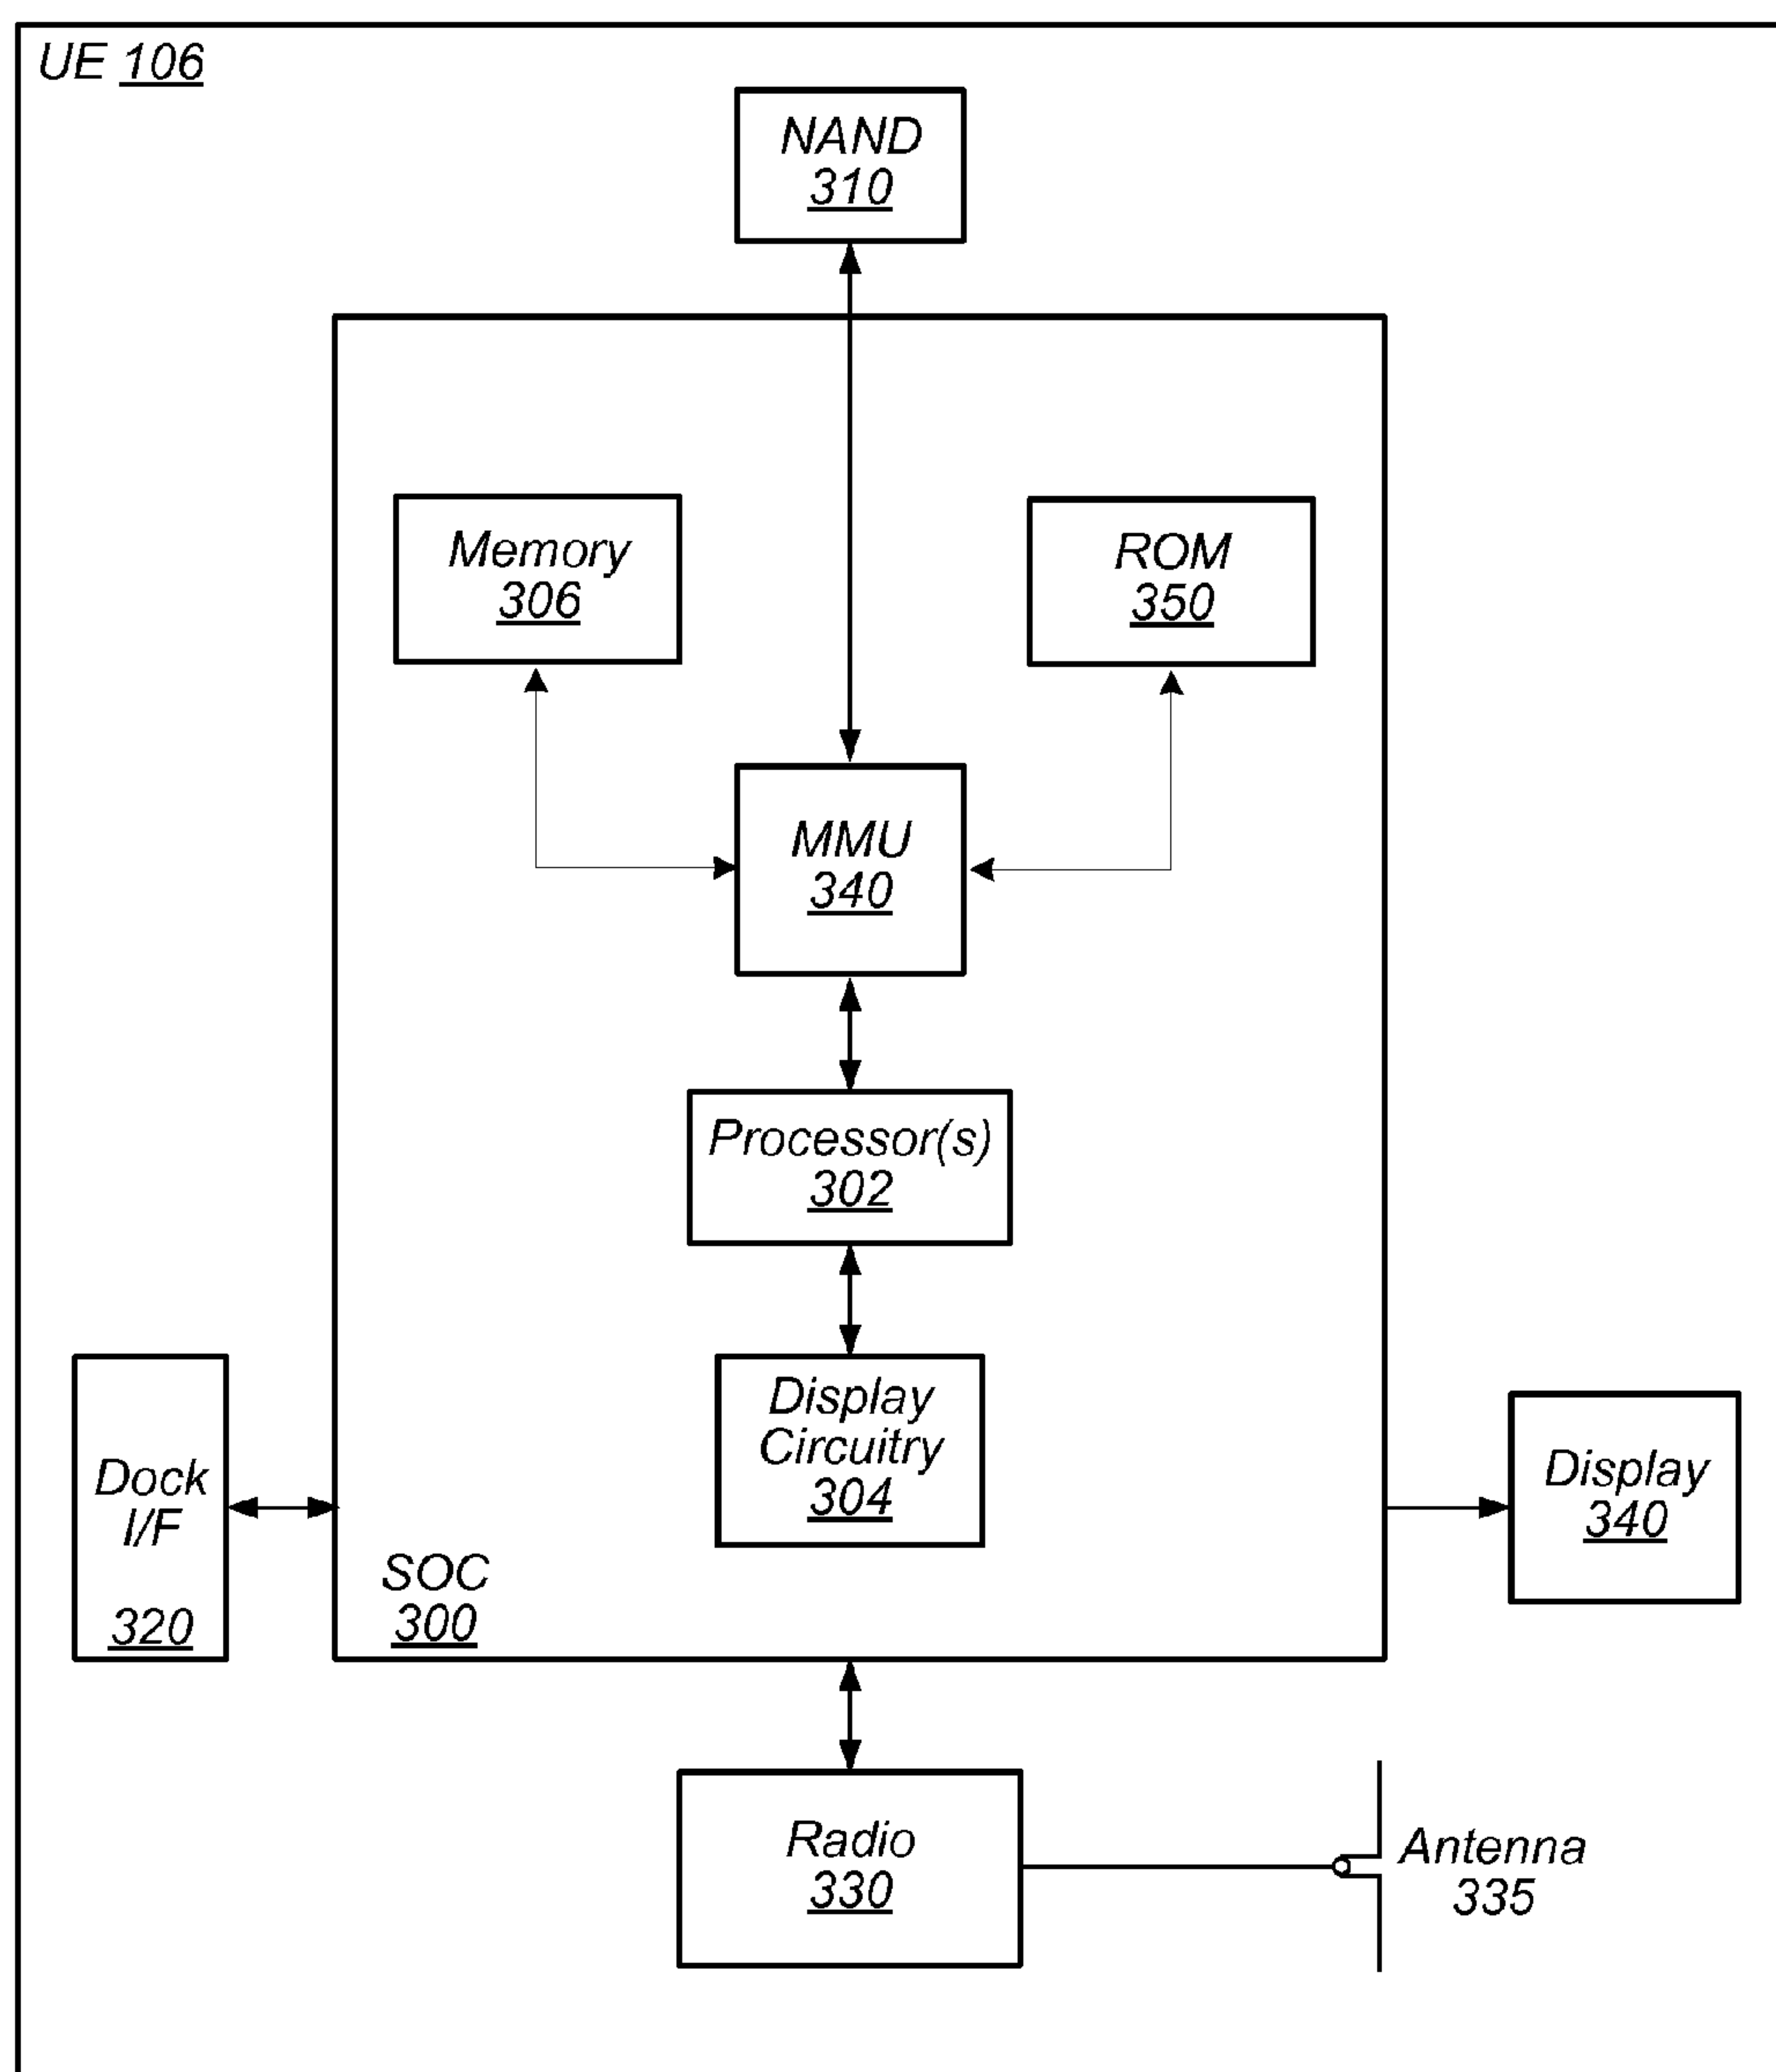 UE 106
NAND
310
Memory
306
ROM
350
MMU
340
Processor(s)
302
Display
Circuitry
304
Dock
I/F
320
SOC
300
Display
340
Radio
330
Antenna
335